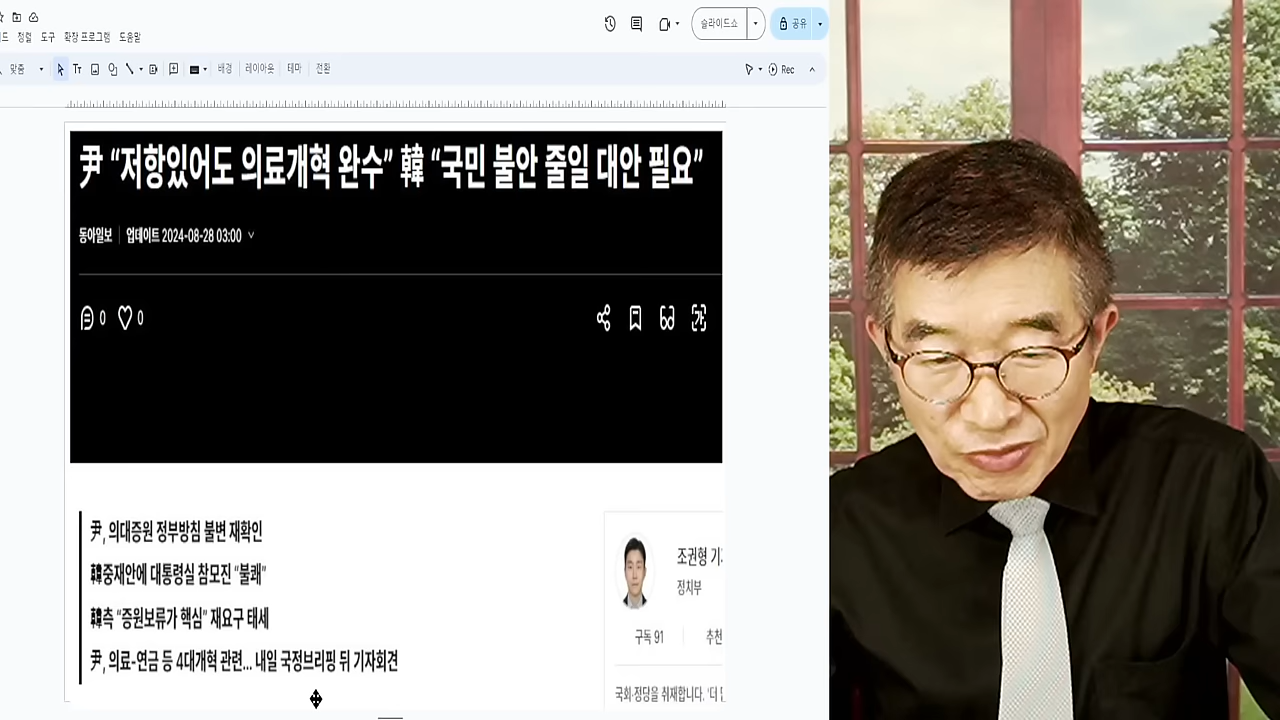 정렬 도구 확장 프로그램 도움말
슬라이드쇼
공유
맞춤
배경 레이아웃 테마 전환
Rec
尹 “저항있어도 의료개혁 완수” 韓 “국민 불안 줄일 대안 필요”
동아일보 업데이트 2024-08-28 03:00
0 0
가
尹, 의대증원 정부방침 불변 재확인
韓중재안에 대통령실 참모진 “불쾌”
韓측 “증원보류가 핵심” 재요구 태세
尹, 의료-연금 등 4대개혁 관련... 내일 국정브리핑 뒤 기자회견
조권형
정치부
구독 91 추천
국회·정당을 취재합니다. ‘더